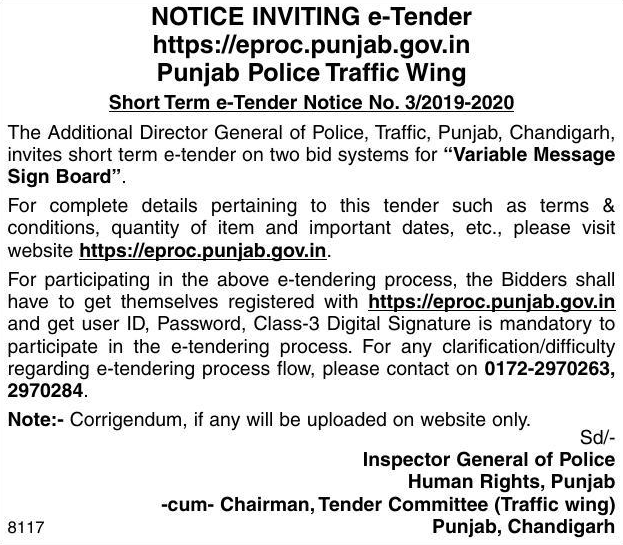 NOTICE INVITING e-Tender
https://eproc.punjab.gov.in
Punjab Police Traffic Wing
Short Term e-Tender Notice No. 3/2019-2020
The Additional Director General of Police, Traffic, Punjab, Chandigarh,
invites short term e-tender on two bid systems for “Variable Message
Sign Board”.
For complete details pertaining to this tender such as terms &
conditions, quantity of item and important dates, etc., please visit
website https://eproc.punjab.gov.in.
For participating in the above e-tendering process, the Bidders shall
have to get themselves registered with https://eproc.punjab.gov.in
and get user ID, Password, Class-3 Digital Signature is mandatory to
participate in the e-tendering process. For any clarification/difficulty
regarding e-tendering process flow, please contact on 0172-2970263,
2970284.
Note:- Corrigendum, if any will be uploaded on website only.
Sd/-
Inspector General of Police
Human Rights, Punjab
-cum- Chairman, Tender Committee (Traffic wing)
8117 Punjab, Chandigarh